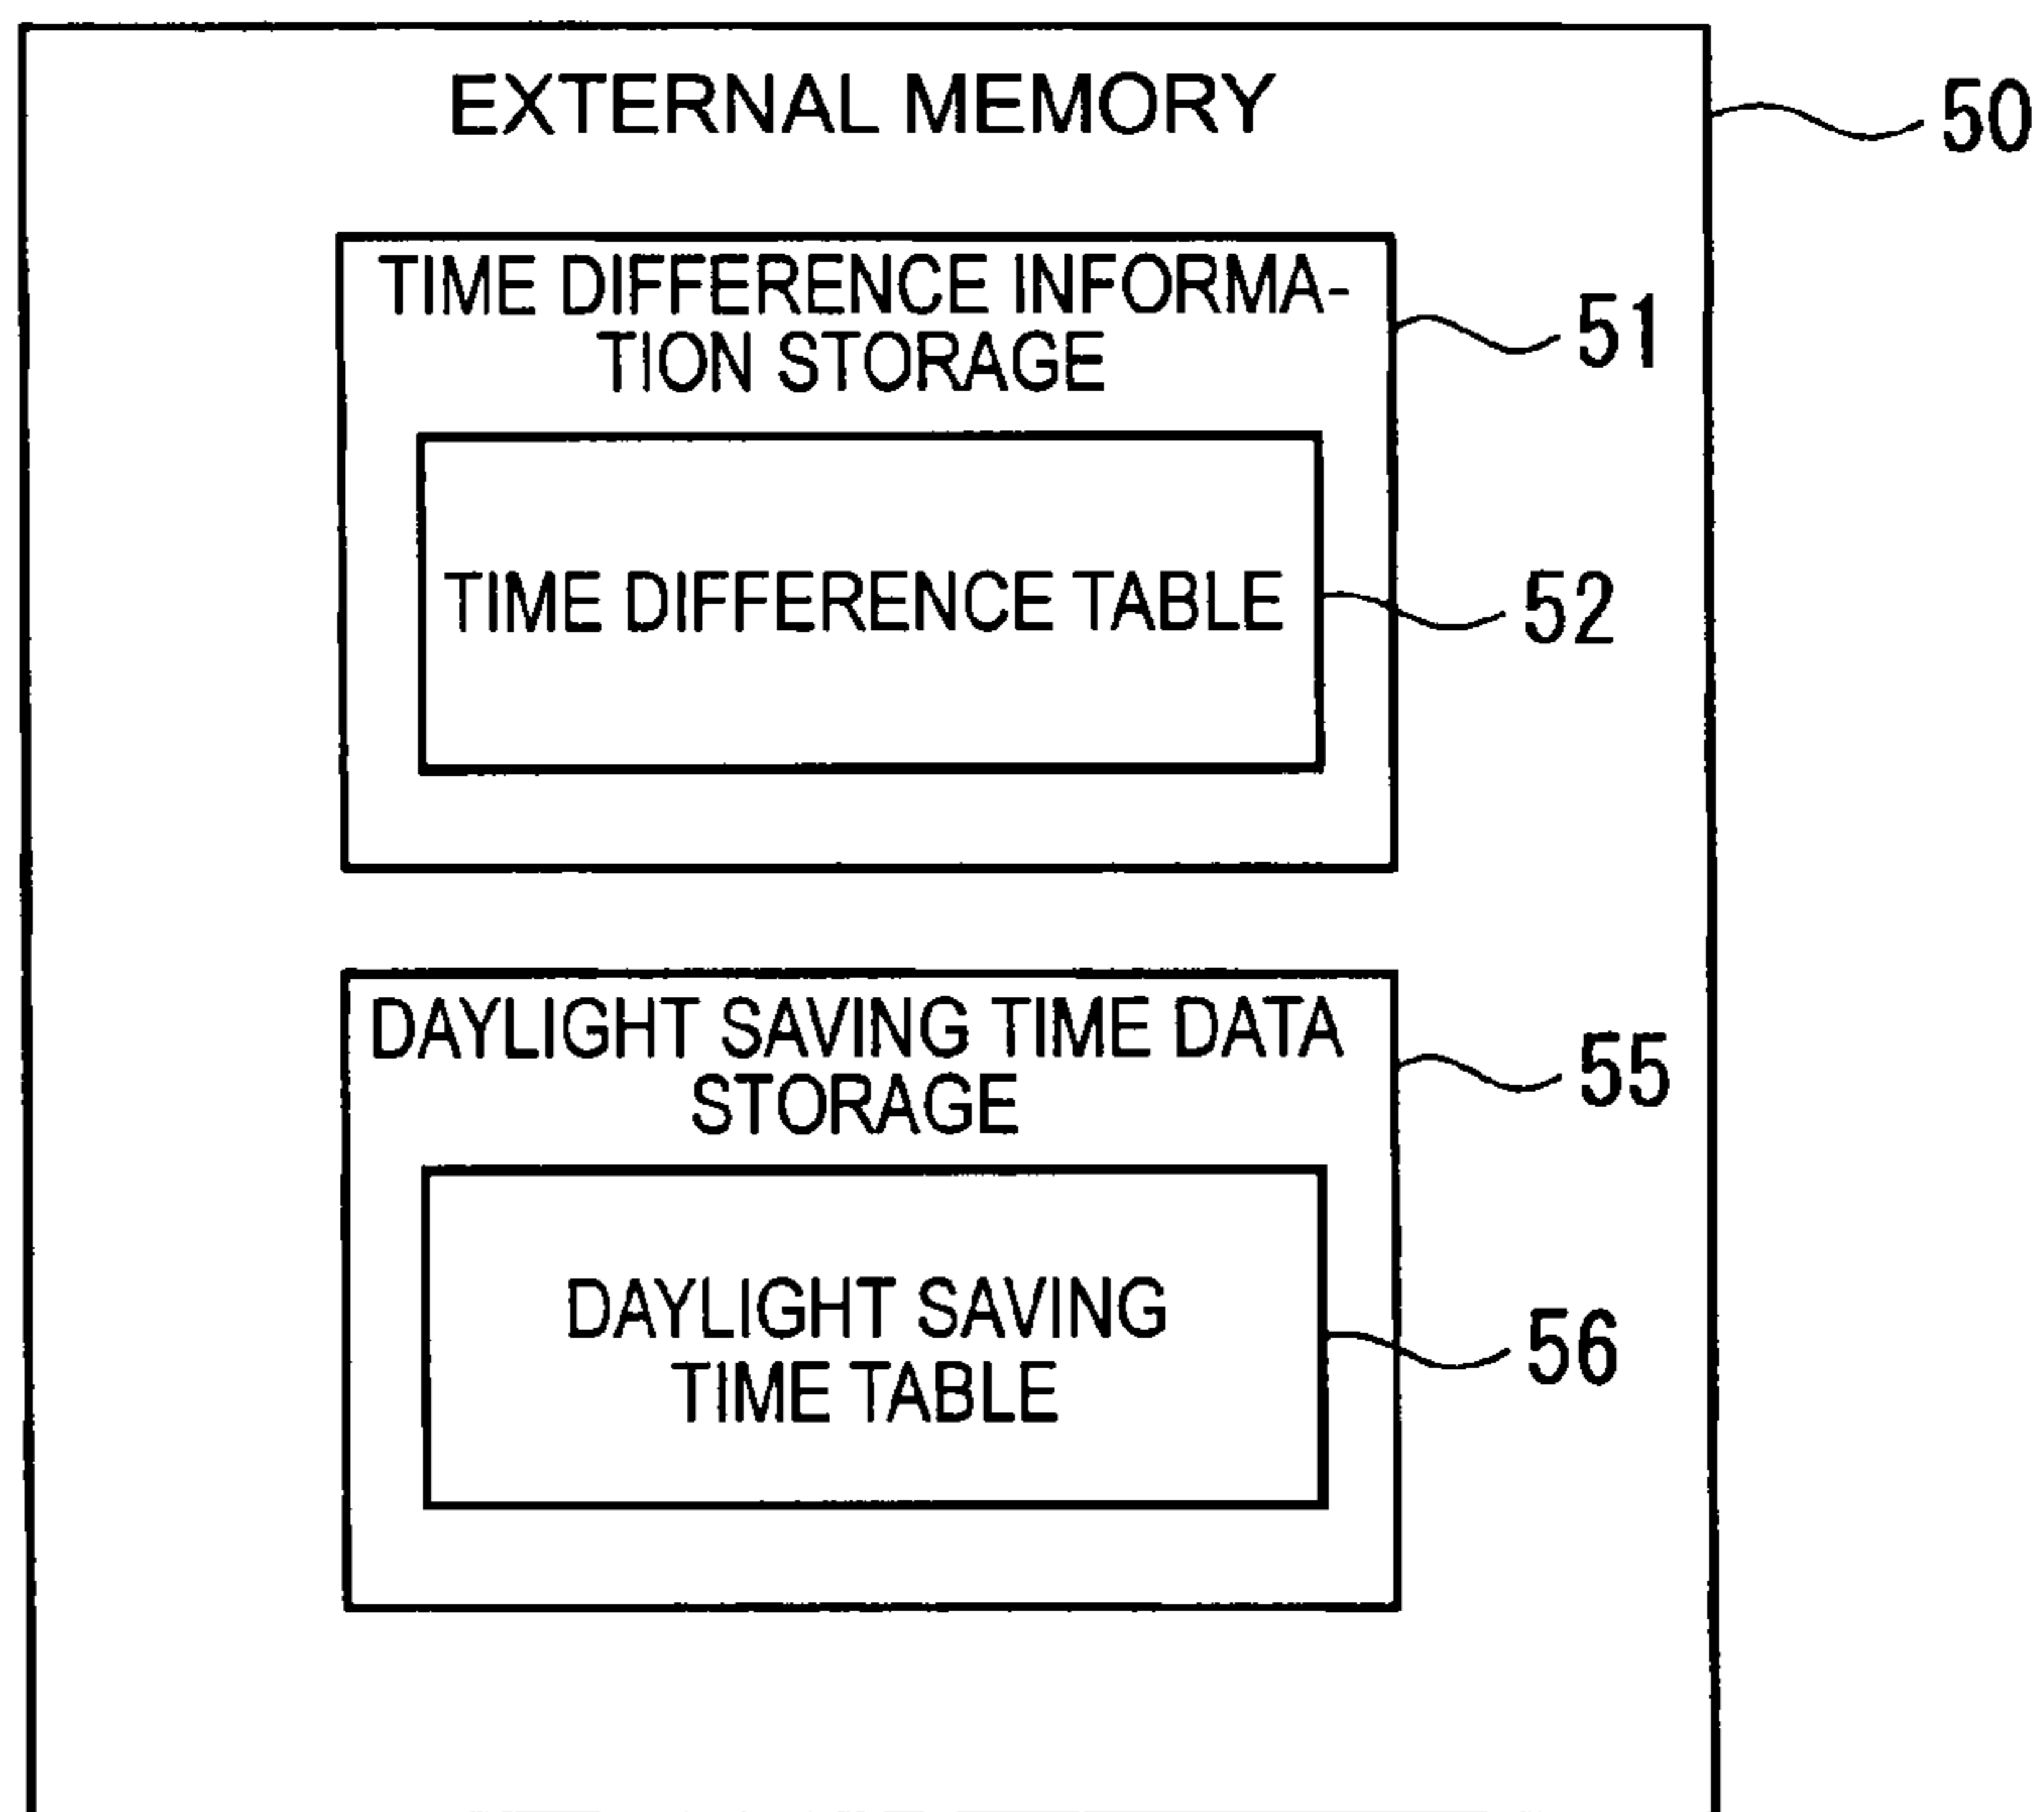 EXTERNAL MEMORY
50
TIME DIFFERENCE INFORMA-
TION STORAGE
51
TIME DIFFERENCE TABLE
52
DAYLIGHT SAVING TIME DATA
STORAGE
55
DAYLIGHT SAVING
TIME TABLE
56